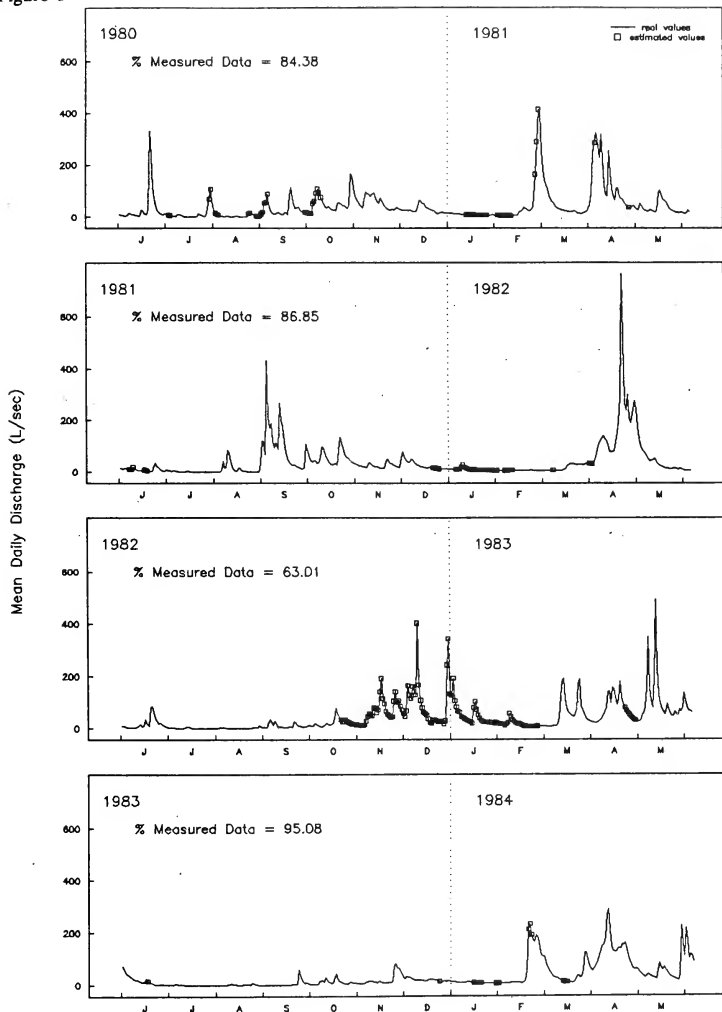 1980
1981
real values
estimated values
% Measured Data = 84.38
600
400
200
0
J J A S O N D J F M A M
1981
1982
% Measured Data = 86.85
600
400
200
0
J J A S O N D J F M A M
Mean Daily Discharge (L/sec)
1982
1983
% Measured Data = 63.01
600
400
200
0
J J A S O N D J F M A M
1983
1984
% Measured Data = 95.08
600
400
200
0
J J A S O N D J F M A M